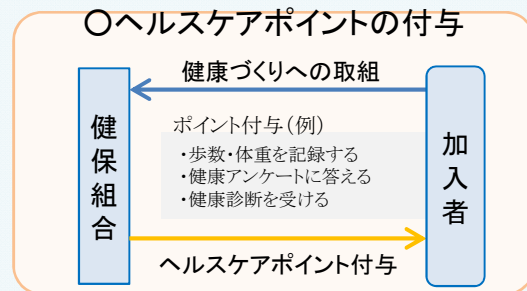 〇ヘルスケアポイントの付与
健康づくりへの取組
健保組合
ポイント付与(例)
・歩数・体重を記録する
・健康アンケートに答える
・健康診断を受ける
加入者
ヘルスケアポイント付与